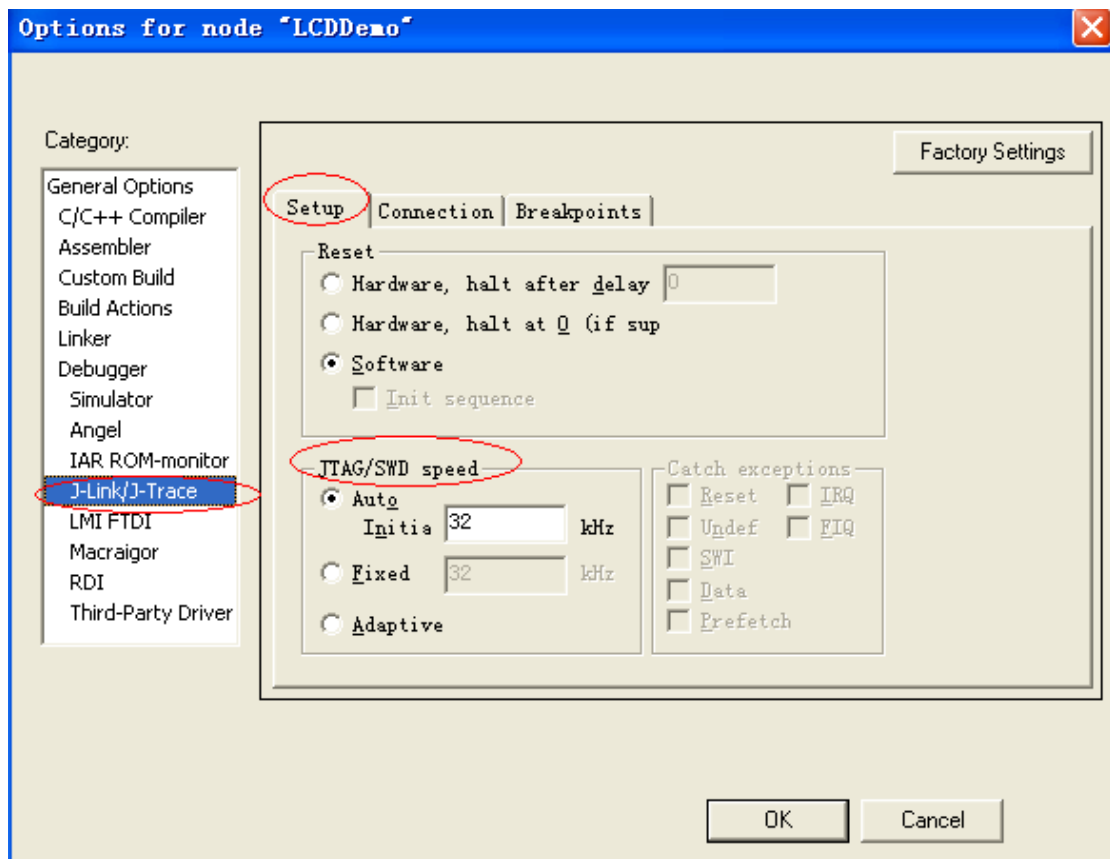 Options for node "LCDDemo"
Category:
Factory Settings
General Options
C/C++ Compiler
Assembler
Custom Build
Build Actions
Linker
Debugger
Simulator
Angel
IAR ROM-monitor
J-Link/J-Trace
LMI FTDI
Macraigor
RDI
Third-Party Driver
Setup Connection Breakpoints
Reset
Hardware, halt after delay 0
Hardware, halt at 0 (if sup
Software
Init sequence
JTAG/SWD speed
Auto
Initia 32 kHz
Fixed 32 kHz
Adaptive
Catch exceptions
Reset IRQ
Undef FIQ
SWI
Data
Prefetch
OK Cancel